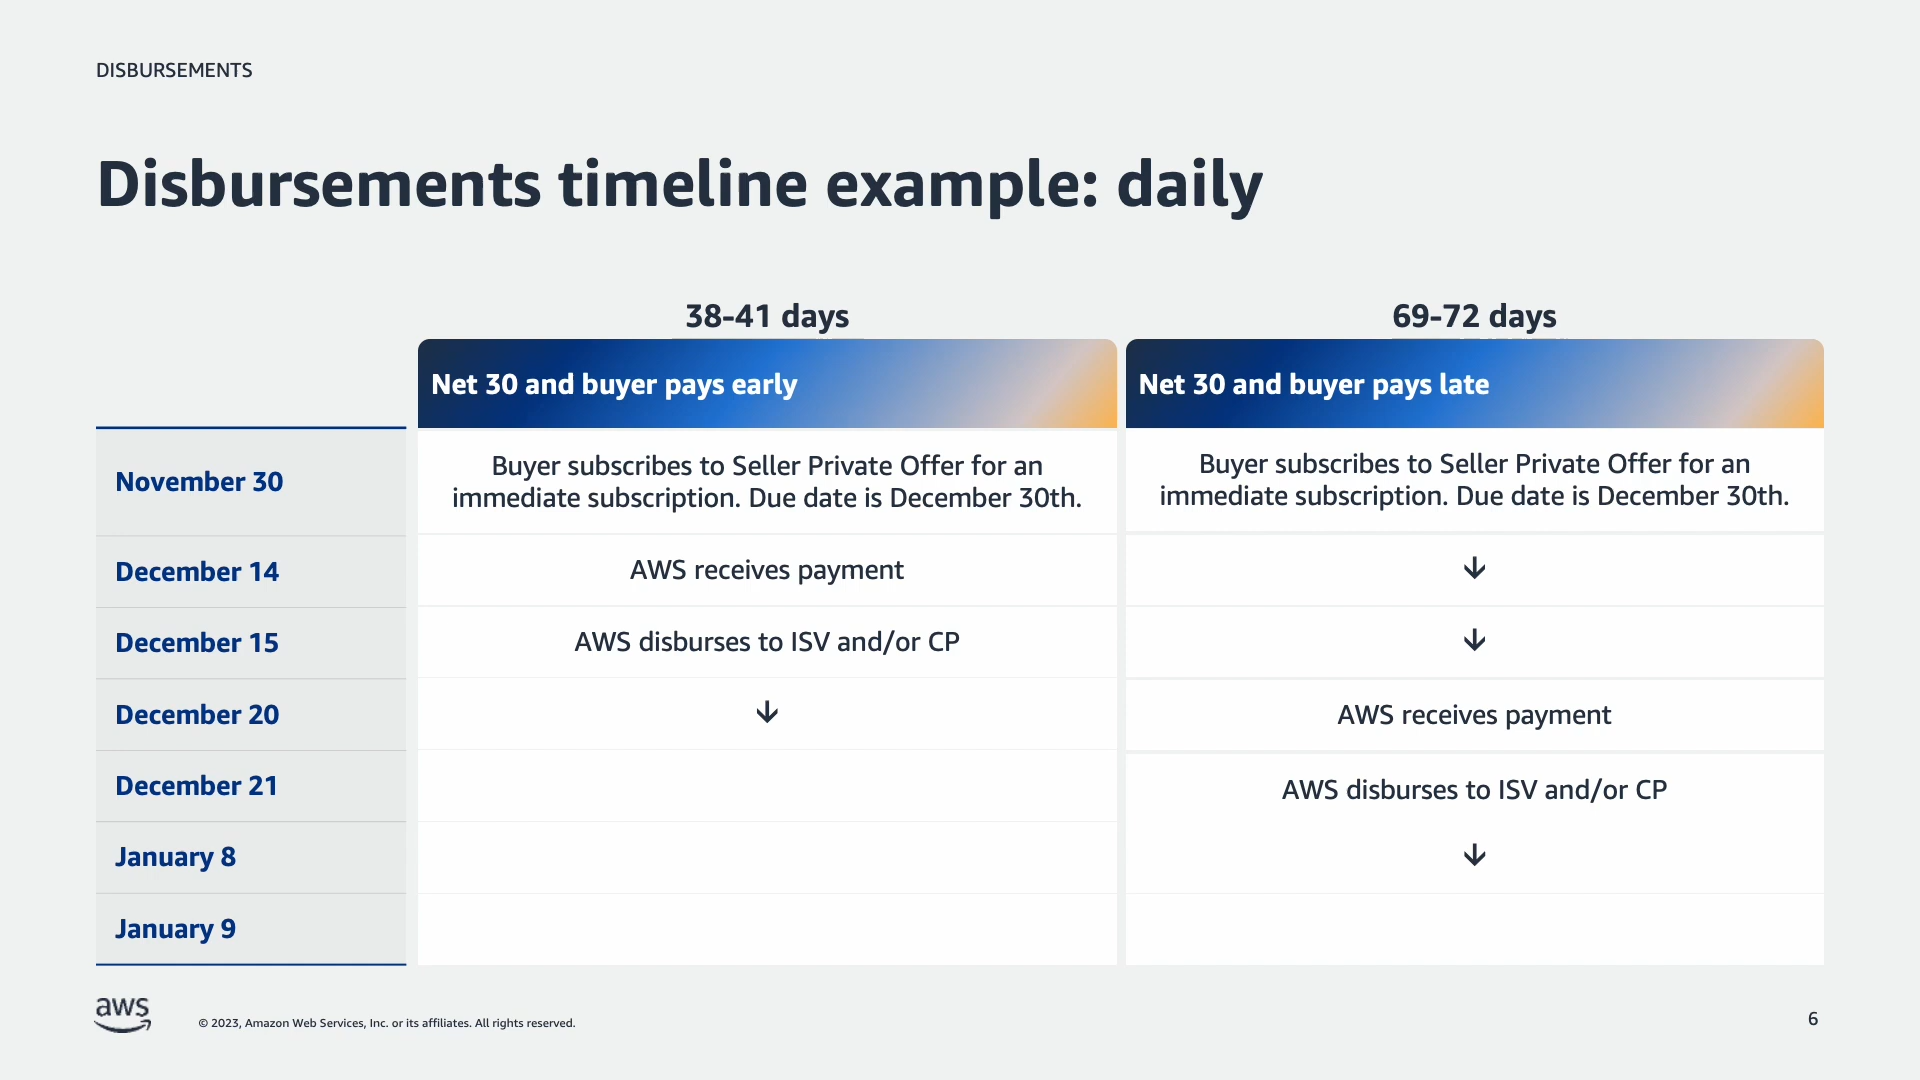 DISBURSEMENTS
Disbursements timeline example: daily
38-41 days
69-72 days
Net 30 and buyer pays early
Net 30 and buyer pays late
November 30
Buyer subscribes to Seller Private Offer for an
immediate subscription. Due date is December 30th.
Buyer subscribes to Seller Private Offer for an
immediate subscription. Due date is December 30th.
December 14
AWS receives payment
↓
December 15
AWS disburses to ISV and/or CP
↓
December 20
↓
AWS receives payment
December 21
AWS disburses to ISV and/or CP
January 8
↓
January 9
aws
© 2023, Amazon Web Services, Inc. or its affiliates. All rights reserved.
6